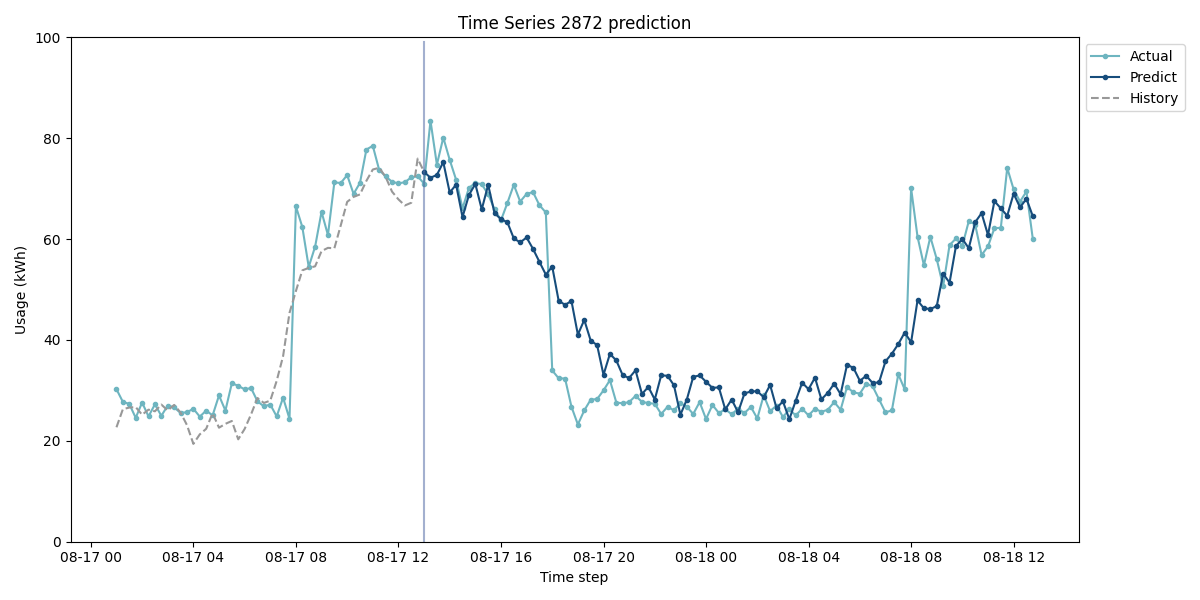 Time Series 2872 prediction
100
80
60
40
20
0
Usage (kWh)
08-17 00
08-17 04
08-17 08
08-17 12
08-17 16
08-17 20
08-18 00
08-18 04
08-18 08
08-18 12
Time step
Actual
Predict
History